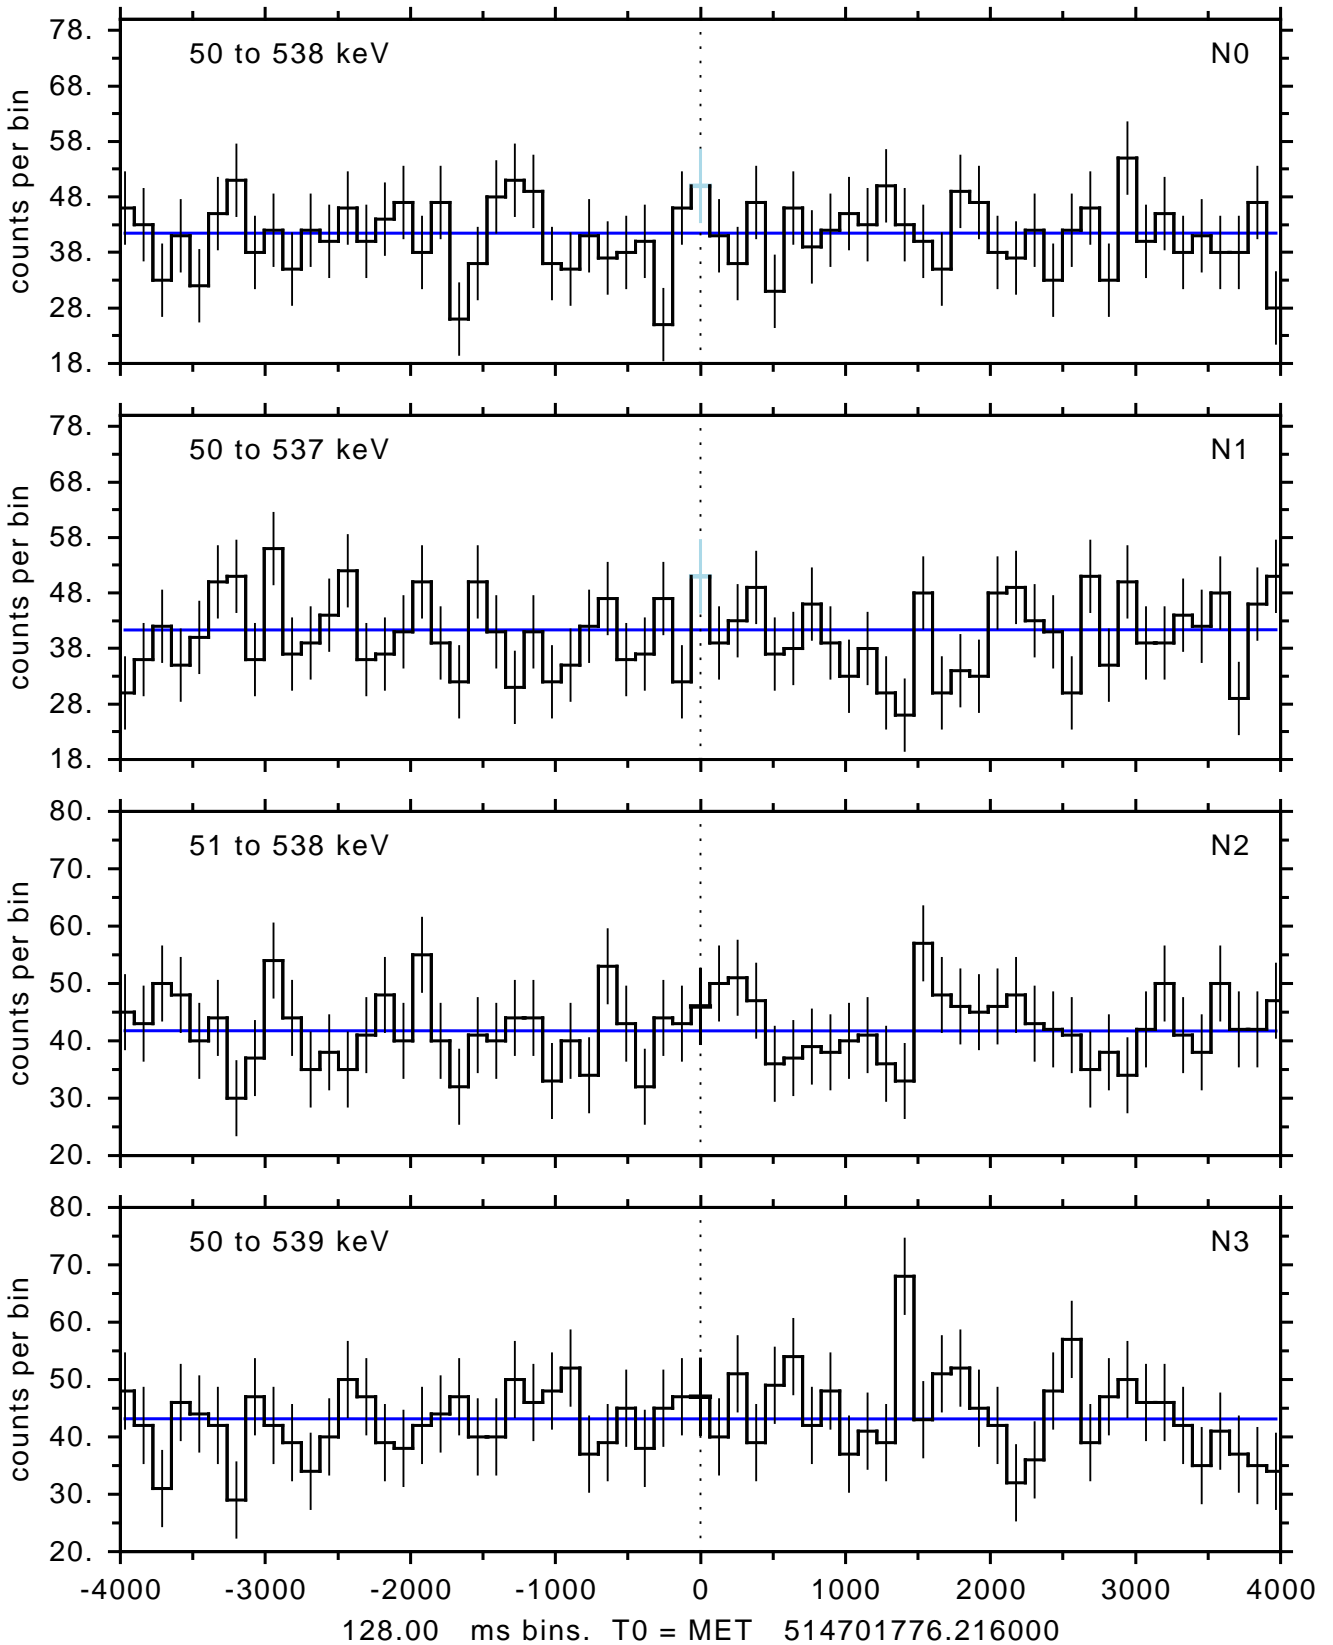 78.
50 to 538 keV N0
68.
58.
48.
38.
28.
18.
counts per bin
78.
50 to 537 keV N1
68.
58.
48.
38.
28.
18.
counts per bin
80.
51 to 538 keV N2
70.
60.
50.
40.
30.
20.
counts per bin
80.
50 to 539 keV N3
70.
60.
50.
40.
30.
20.
counts per bin
-4000 -3000 -2000 -1000 0 1000 2000 3000 4000
128.00 ms bins. T0 = MET 514701776.216000